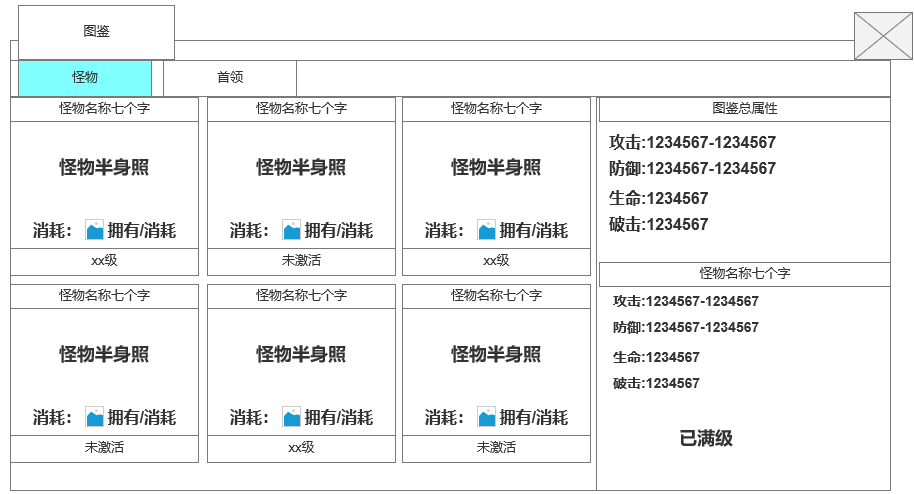 图鉴
怪物
首领
怪物名称七个字
怪物半身照
消耗: 拥有/消耗
xx级
怪物名称七个字
怪物半身照
消耗: 拥有/消耗
未激活
怪物名称七个字
怪物半身照
消耗: 拥有/消耗
xx级
怪物名称七个字
怪物半身照
消耗: 拥有/消耗
未激活
怪物名称七个字
怪物半身照
消耗: 拥有/消耗
xx级
怪物名称七个字
怪物半身照
消耗: 拥有/消耗
未激活
图鉴总属性
攻击:1234567-1234567
防御:1234567-1234567
生命:1234567
破击:1234567
怪物名称七个字
攻击:1234567-1234567
防御:1234567-1234567
生命:1234567
破击:1234567
已满级